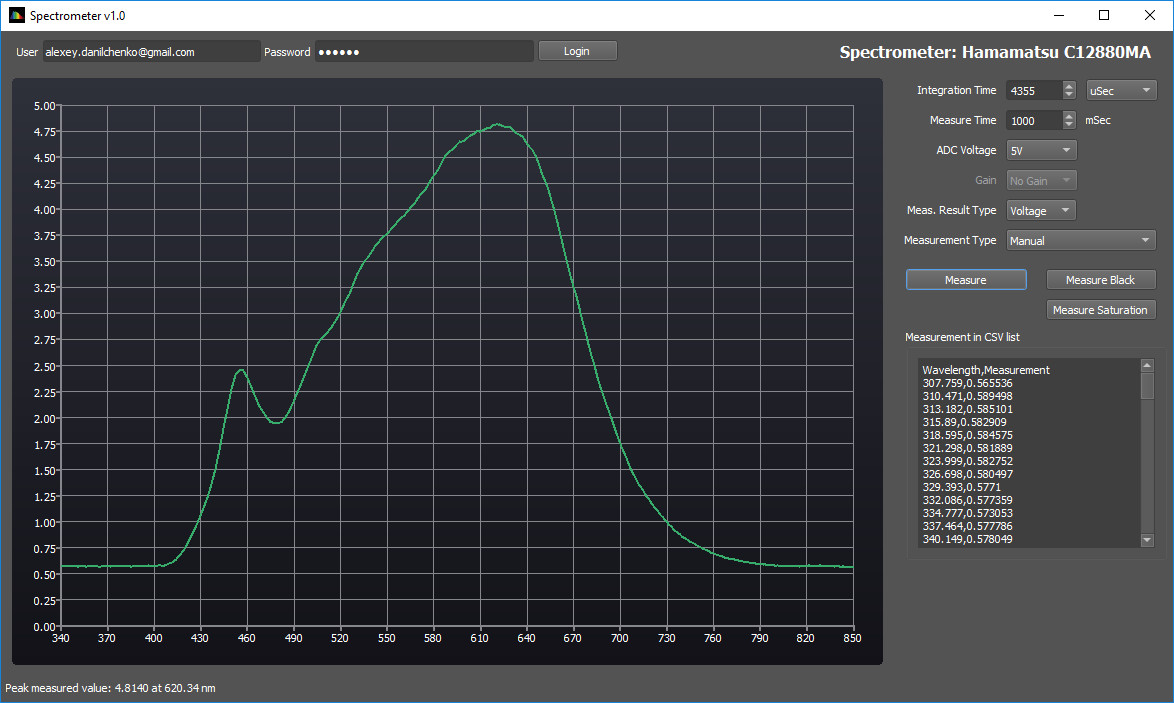 Spectrometer v1.0
User alexey.danilchenko@gmail.com Password ●●●●●● Login
Spectrometer: Hamamatsu C12880MA
Integration Time 4355 uSec
Measure Time 1000 mSec
ADC Voltage 5V
Gain No Gain
Meas. Result Type Voltage
Measurement Type Manual
Measure Measure Black
Measure Saturation
Measurement in CSV list
Wavelength,Measurement
307.759,0.565536
310.471,0.589498
313.182,0.585101
315.89,0.582909
318.595,0.584575
321.298,0.581889
323.999,0.582752
326.698,0.580497
329.393,0.5771
332.086,0.577359
334.777,0.573053
337.464,0.577786
340.149,0.578049
5.00
4.75
4.50
4.25
4.00
3.75
3.50
3.25
3.00
2.75
2.50
2.25
2.00
1.75
1.50
1.25
1.00
0.75
0.50
0.25
0.00
340 370 400 430 460 490 520 550 580 610 640 670 700 730 760 790 820 850
Peak measured value: 4.8140 at 620.34 nm